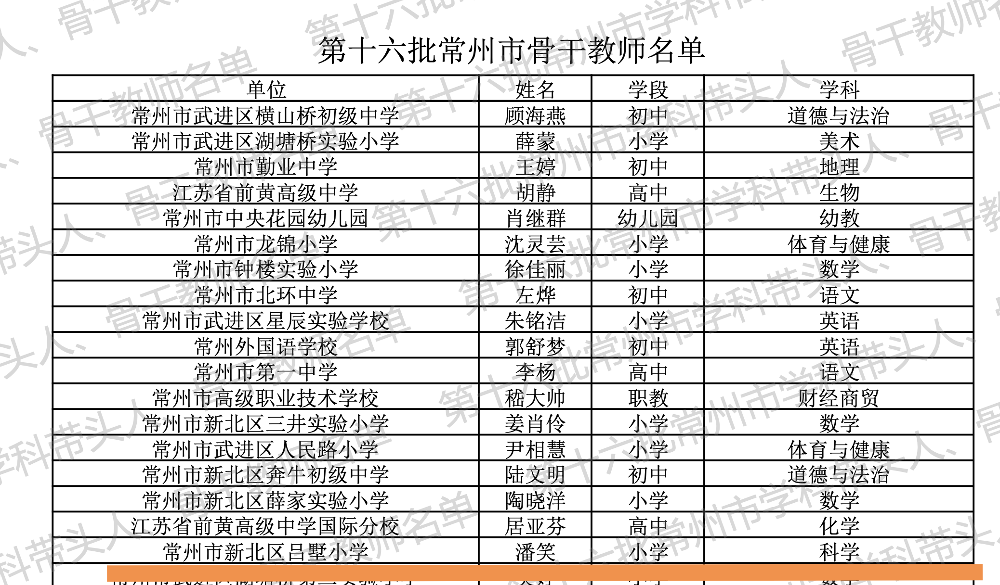 第十六批常州市骨干教师名单
单位 姓名 学段 学科
常州市武进区横山桥初级中学 顾海燕 初中 道德与法治
常州市武进区湖塘桥实验小学 薛蒙 小学 美术
常州市勤业中学 王婷 初中 地理
江苏省前黄高级中学 胡静 高中 生物
常州市中央花园幼儿园 肖继群 幼儿园 幼教
常州市龙锦小学 沈灵芸 小学 体育与健康
常州市钟楼实验小学 徐佳丽 小学 数学
常州市北环中学 左烨 初中 语文
常州市武进区星辰实验学校 朱铭洁 小学 英语
常州外国语学校 郭舒梦 初中 英语
常州市第一中学 李杨 高中 语文
常州市高级职业技术学校 嵇大帅 职教 财经商贸
常州市新北区三井实验小学 姜肖伶 小学 数学
常州市武进区人民路小学 尹相慧 小学 体育与健康
常州市新北区奔牛初级中学 陆文明 初中 道德与法治
常州市新北区薛家实验小学 陶晓洋 小学 数学
江苏省前黄高级中学国际分校 居亚芬 高中 化学
常州市新北区吕墅小学 潘笑 小学 科学